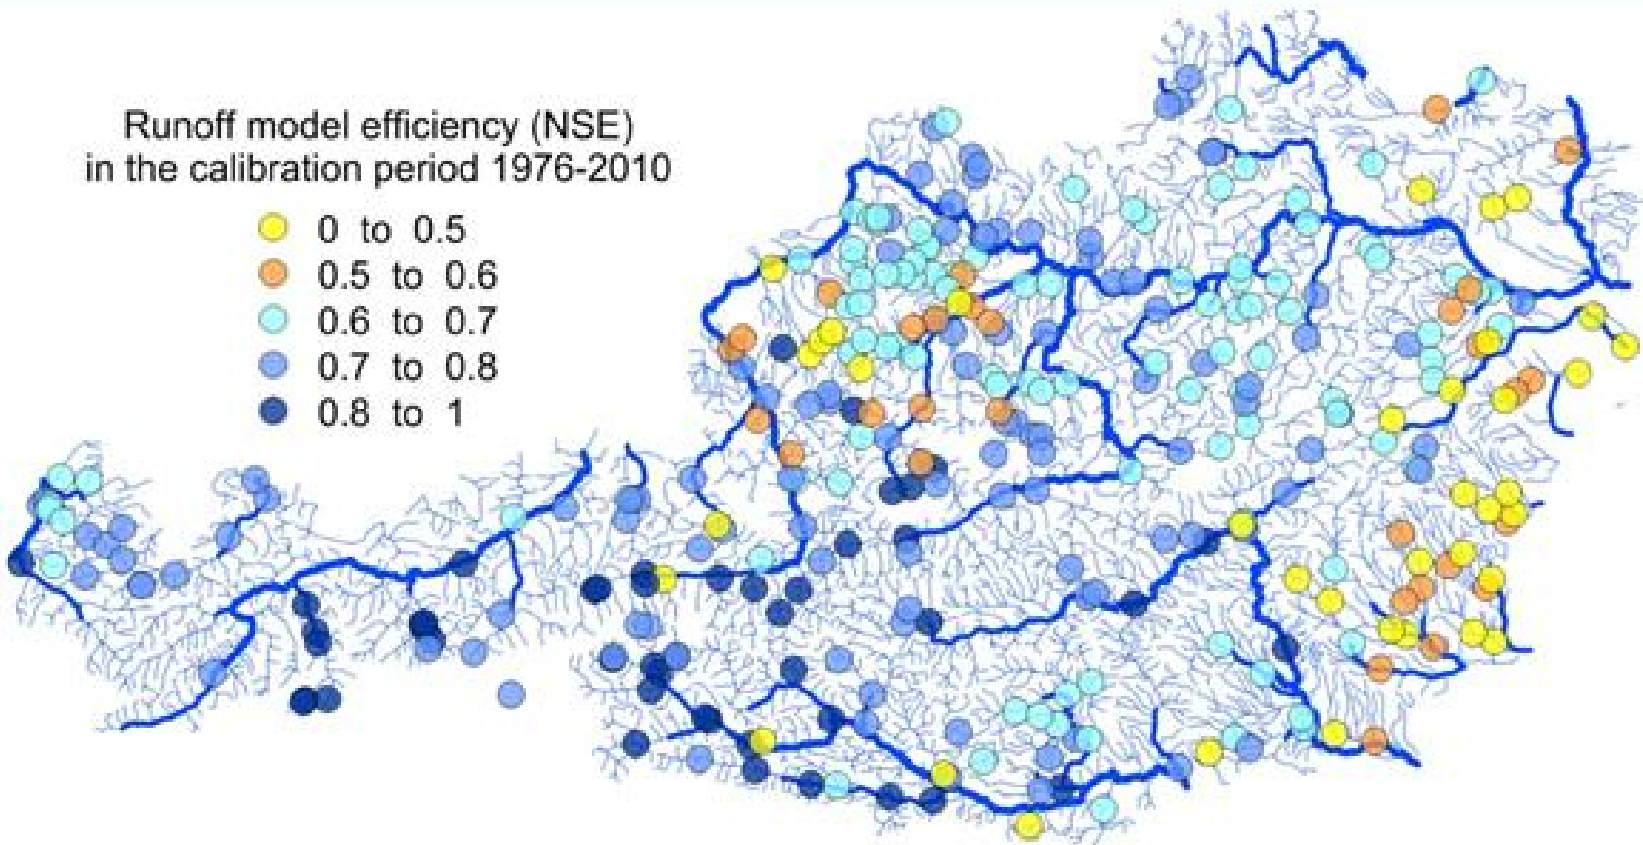 Runoff model efficiency (NSE)
in the calibration period 1976-2010
0 to 0.5
0.5 to 0.6
0.6 to 0.7
0.7 to 0.8
0.8 to 1